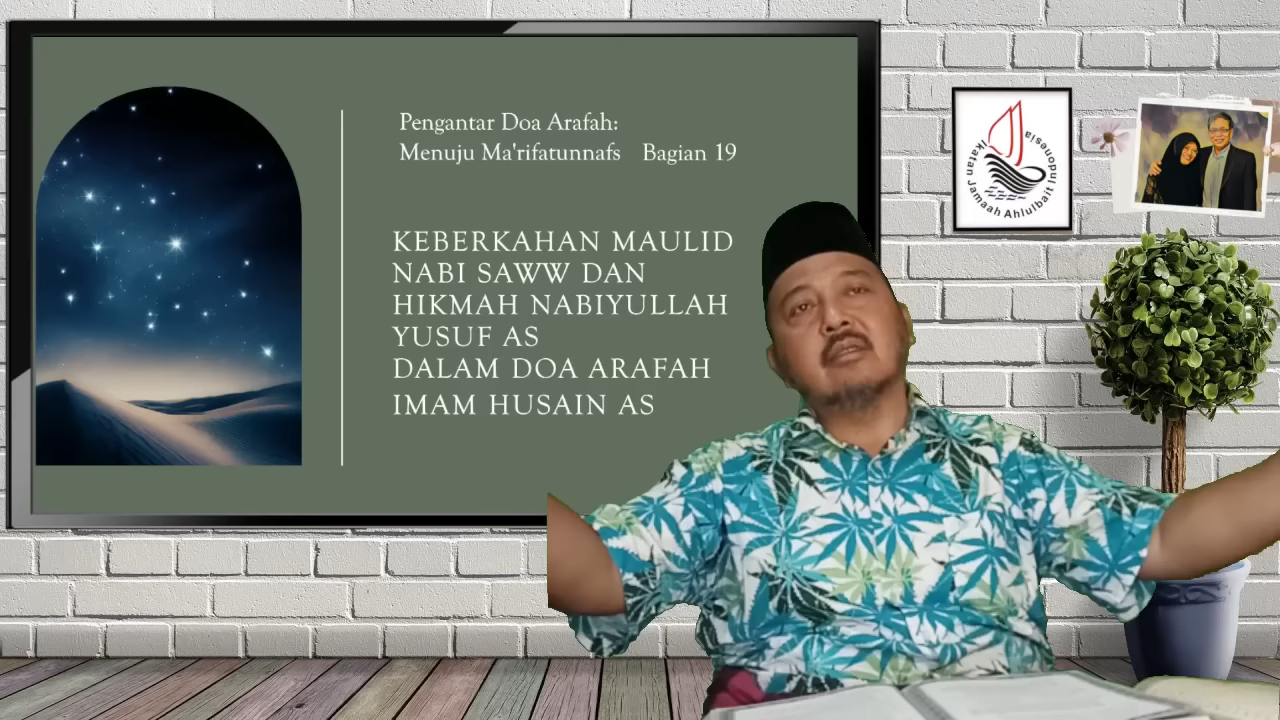 Pengantar Doa Arafah:
Menuju Ma'rifatunnafs Bagian 19
KEBERKAHAN MAULID
NABI SAWW DAN
HIKMAH NABIYULLAH
YUSUF AS
DALAM DOA ARAFAH
IMAM HUSAIN AS
Ikatan Jamaah Ahlulbait Indonesia